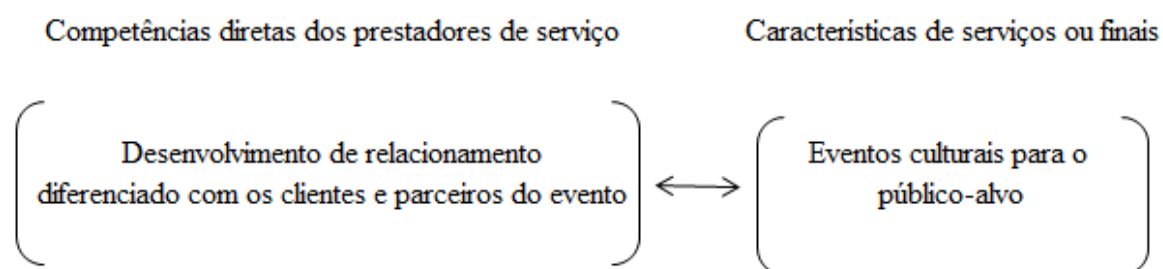 Competências diretas dos prestadores de serviço
Características de serviços ou finais
Desenvolvimento de relacionamento
diferenciado com os clientes e parceiros do evento
Eventos culturais para o
público-alvo